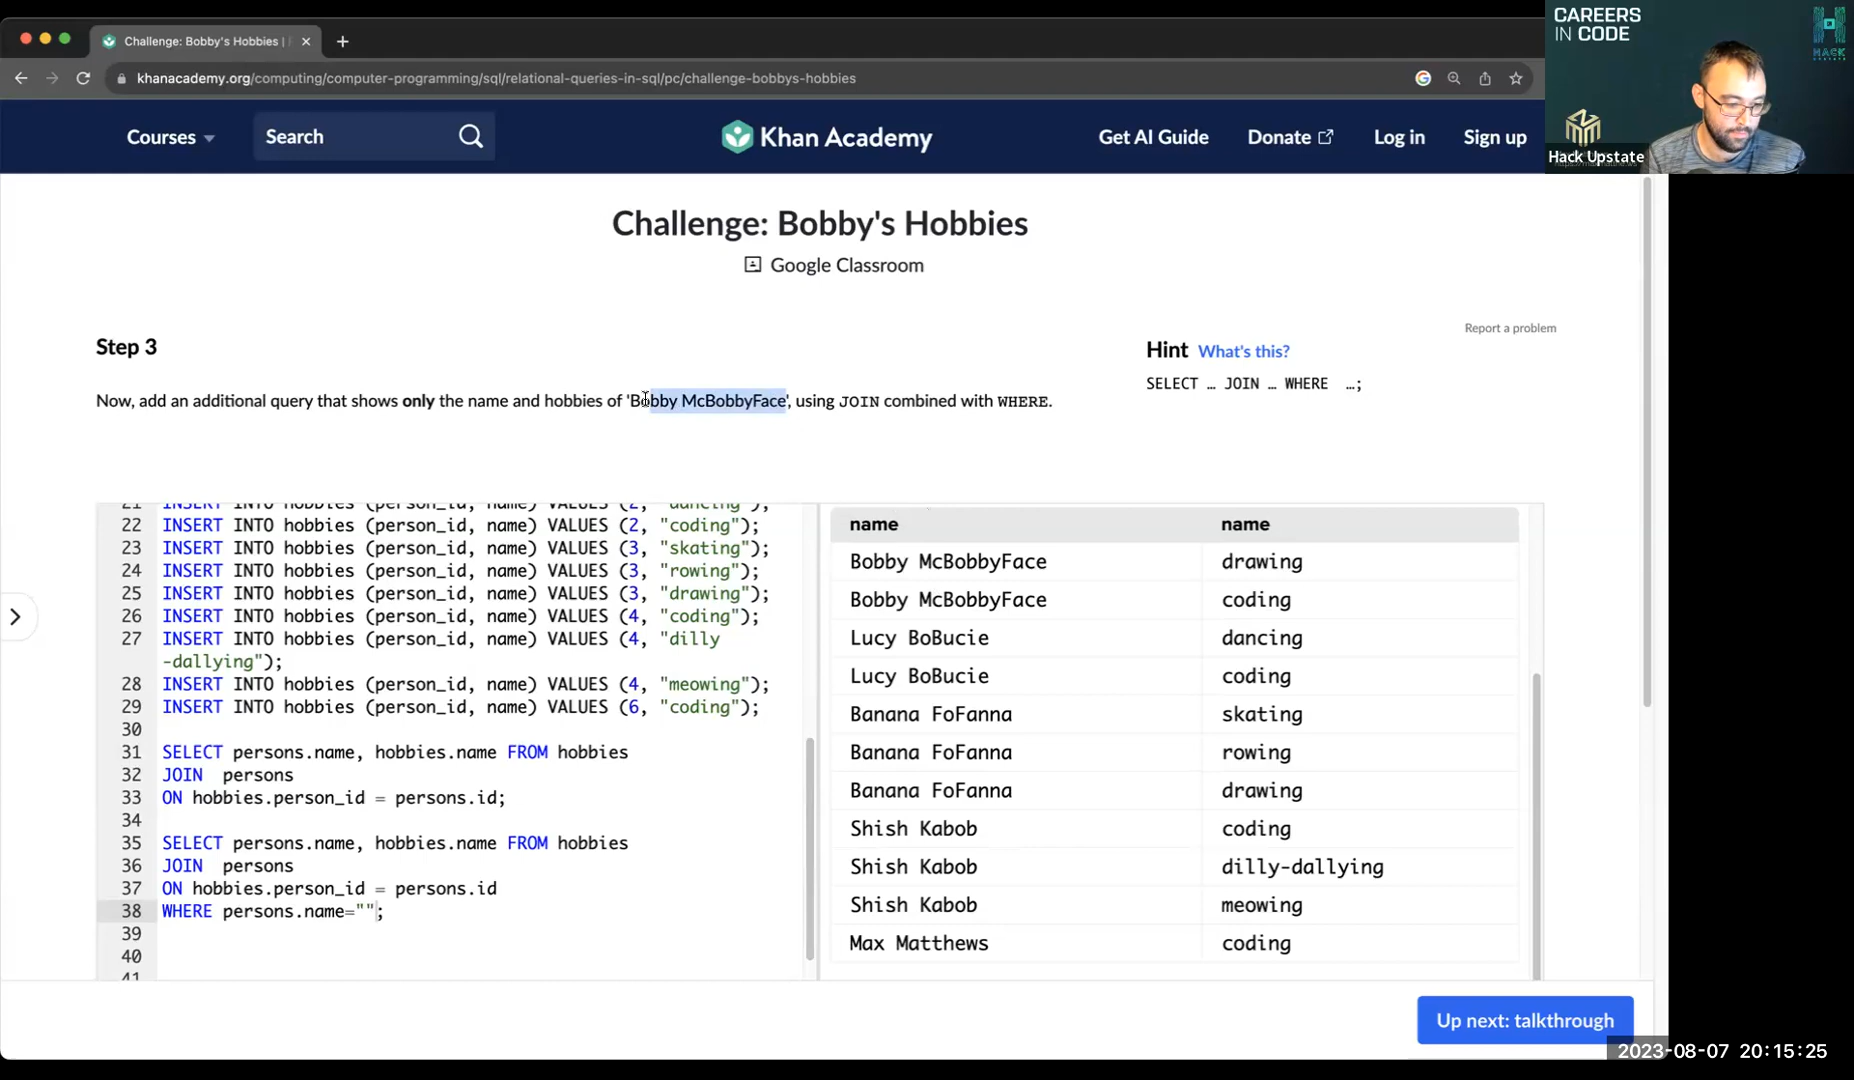 Challenge: Bobby's Hobbies |
khanacademy.org/computing/computer-programming/sql/relational-queries-in-sql/pc/challenge-bobbys-hobbies
CAREERS
IN CODE
HACK
UPSTATE
Hack Upstate
Courses
Search
Khan Academy
Get AI Guide
Donate
Log in
Sign up
Challenge: Bobby's Hobbies
Google Classroom
Report a problem
Step 3
Hint What's this?
SELECT … JOIN … WHERE …;
Now, add an additional query that shows only the name and hobbies of 'Bobby McBobbyFace', using JOIN combined with WHERE.
21 INSERT INTO hobbies (person_id, name) VALUES (2, "dancing");
22 INSERT INTO hobbies (person_id, name) VALUES (2, "coding");
23 INSERT INTO hobbies (person_id, name) VALUES (3, "skating");
24 INSERT INTO hobbies (person_id, name) VALUES (3, "rowing");
25 INSERT INTO hobbies (person_id, name) VALUES (3, "drawing");
26 INSERT INTO hobbies (person_id, name) VALUES (4, "coding");
27 INSERT INTO hobbies (person_id, name) VALUES (4, "dilly
-dallying");
28 INSERT INTO hobbies (person_id, name) VALUES (4, "meowing");
29 INSERT INTO hobbies (person_id, name) VALUES (6, "coding");
30
31 SELECT persons.name, hobbies.name FROM hobbies
32 JOIN persons
33 ON hobbies.person_id = persons.id;
34
35 SELECT persons.name, hobbies.name FROM hobbies
36 JOIN persons
37 ON hobbies.person_id = persons.id
38 WHERE persons.name="";
39
40
41
name name
Bobby McBobbyFace drawing
Bobby McBobbyFace coding
Lucy BoBucie dancing
Lucy BoBucie coding
Banana FoFanna skating
Banana FoFanna rowing
Banana FoFanna drawing
Shish Kabob coding
Shish Kabob dilly-dallying
Shish Kabob meowing
Max Matthews coding
Up next: talkthrough
2023-08-07 20:15:25